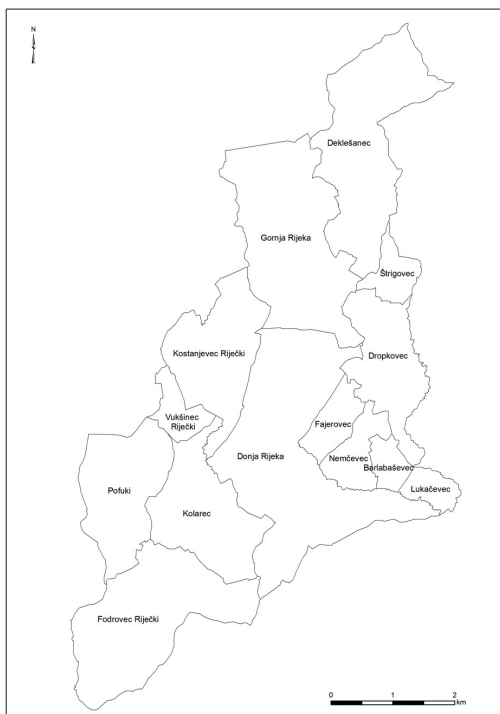 N
Deklešanec
Gornja Rijeka
Štrigovec
Kostanjevec Riječki
Dropkovec
Vukšinec
Riječki
Fajerovec
Donja Rijeka
Nemčevec
Barlabaševec
Pofuki
Lukačevec
Kolarec
Fodrovec Riječki
0 1 2
km